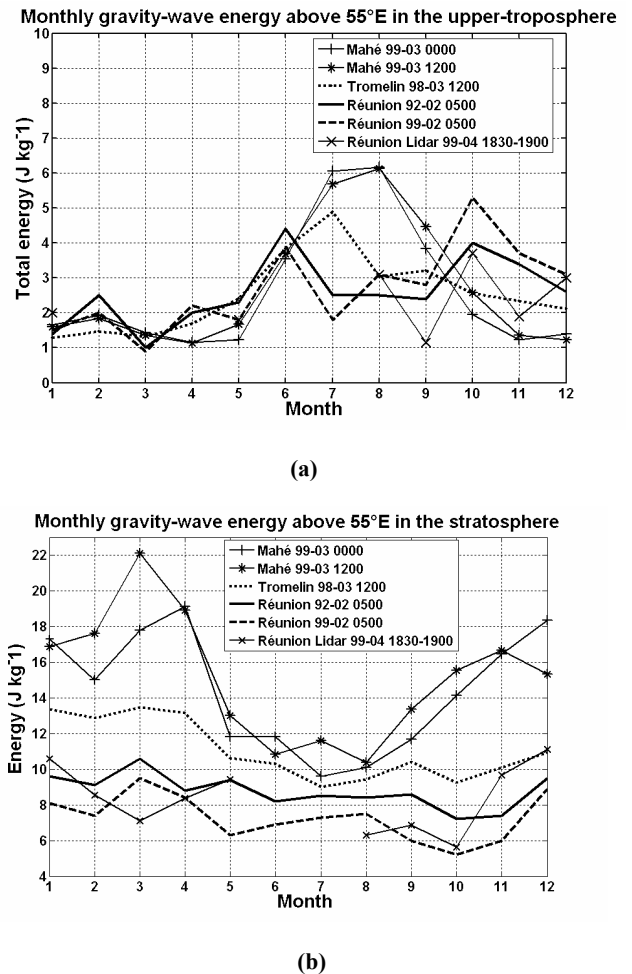 Monthly gravity-wave energy above 55°E in the upper-troposphere
10
9
8
7
6
5
4
3
2
1
0
Total energy (J kg-1)
Mahé 99-03 0000
Mahé 99-03 1200
Tromelin 98-03 1200
Réunion 92-02 0500
Réunion 99-02 0500
Réunion Lidar 99-04 1830-1900
1 2 3 4 5 6 7 8 9 10 11 12
Month
(a)
Monthly gravity-wave energy above 55°E in the stratosphere
22
20
18
16
14
12
10
8
6
4
Energy (J kg-1)
Mahé 99-03 0000
Mahé 99-03 1200
Tromelin 98-03 1200
Réunion 92-02 0500
Réunion 99-02 0500
Réunion Lidar 99-04 1830-1900
1 2 3 4 5 6 7 8 9 10 11 12
Month
(b)